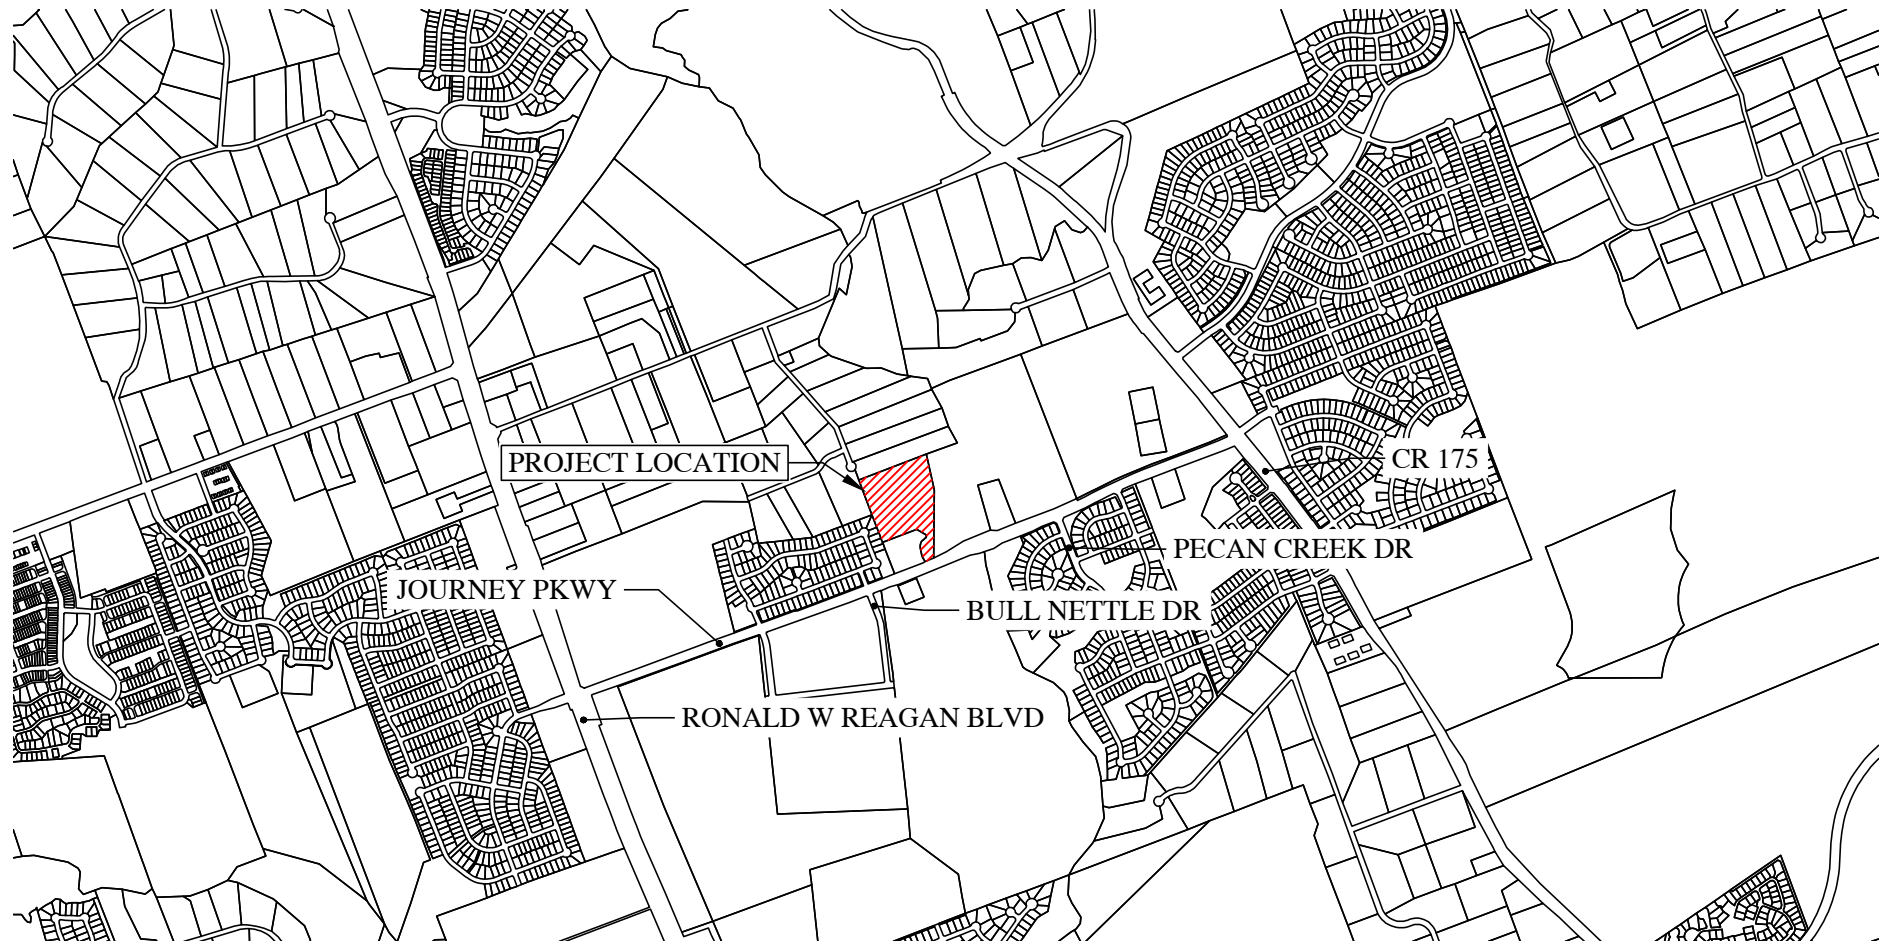 PROJECT LOCATION
CR 175
PECAN CREEK DR
JOURNEY PKWY
BULL NETTLE DR
RONALD W REAGAN BLVD